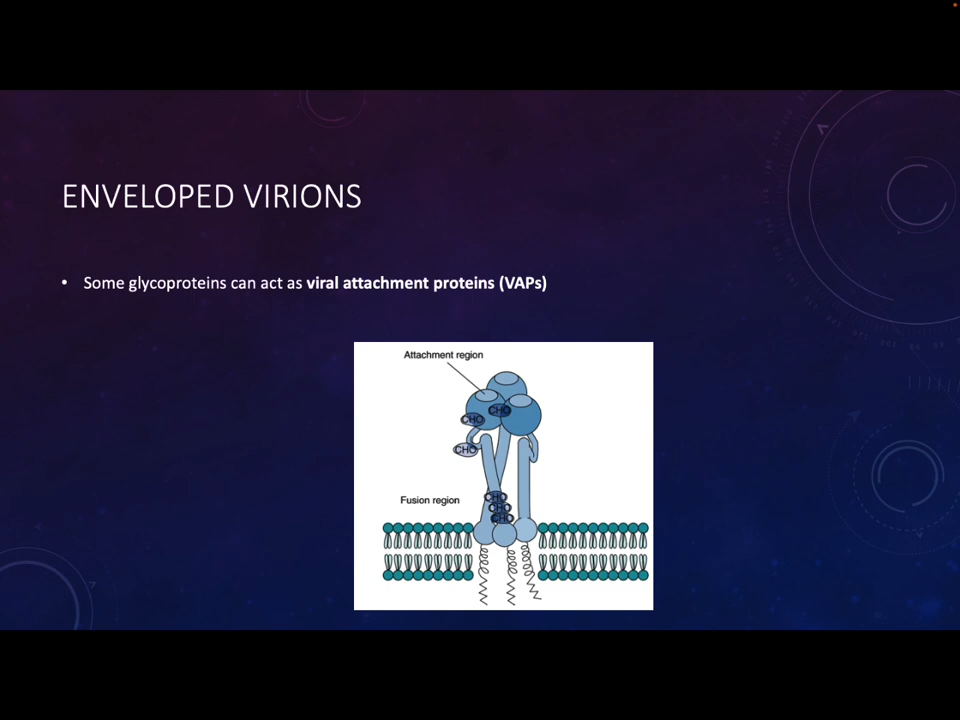 ENVELOPED VIRIONS
• Some glycoproteins can act as viral attachment proteins (VAPs)
Attachment region
CHO
CHO
CHO
Fusion region
CHO
CHO
CHO